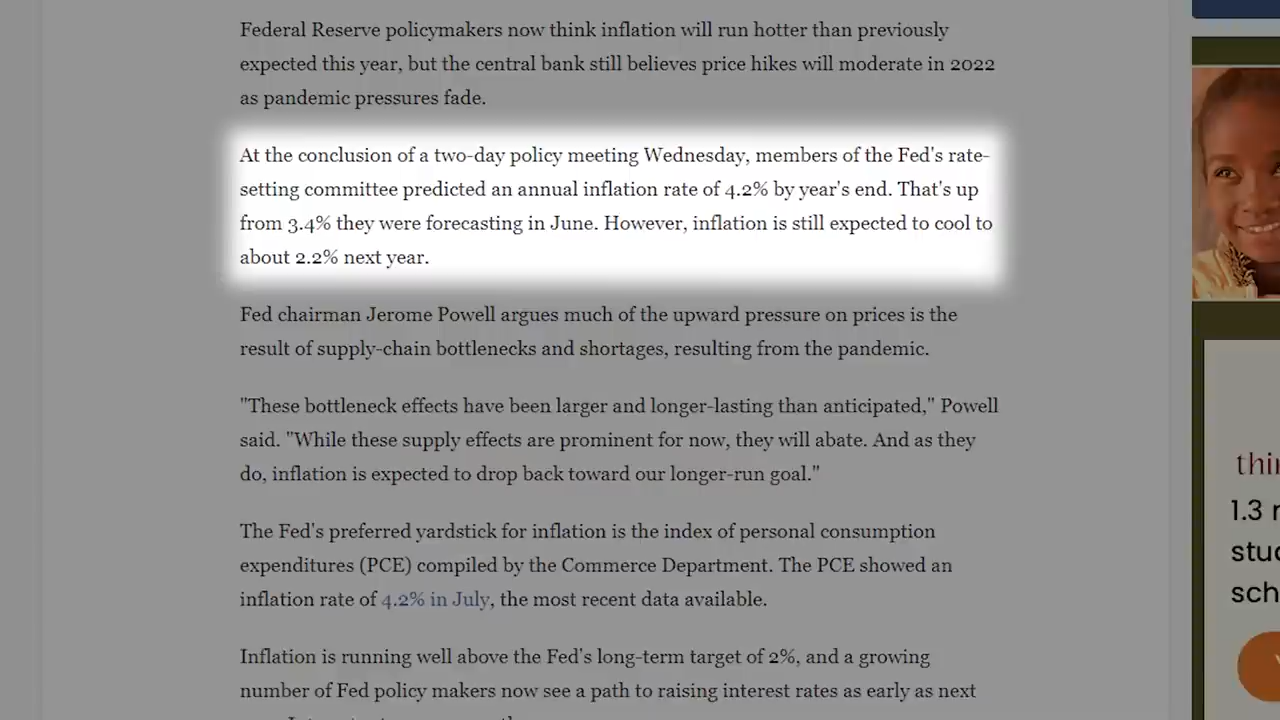 Federal Reserve policymakers now think inflation will run hotter than previously
expected this year, but the central bank still believes price hikes will moderate in 2022
as pandemic pressures fade.
At the conclusion of a two-day policy meeting Wednesday, members of the Fed's rate-
setting committee predicted an annual inflation rate of 4.2% by year's end. That's up
from 3.4% they were forecasting in June. However, inflation is still expected to cool to
about 2.2% next year.
Fed chairman Jerome Powell argues much of the upward pressure on prices is the
result of supply-chain bottlenecks and shortages, resulting from the pandemic.
"These bottleneck effects have been larger and longer-lasting than anticipated," Powell
said. "While these supply effects are prominent for now, they will abate. And as they
do, inflation is expected to drop back toward our longer-run goal."
The Fed's preferred yardstick for inflation is the index of personal consumption
expenditures (PCE) compiled by the Commerce Department. The PCE showed an
inflation rate of 4.2% in July, the most recent data available.
Inflation is running well above the Fed's long-term target of 2%, and a growing
number of Fed policy makers now see a path to raising interest rates as early as next
1.3